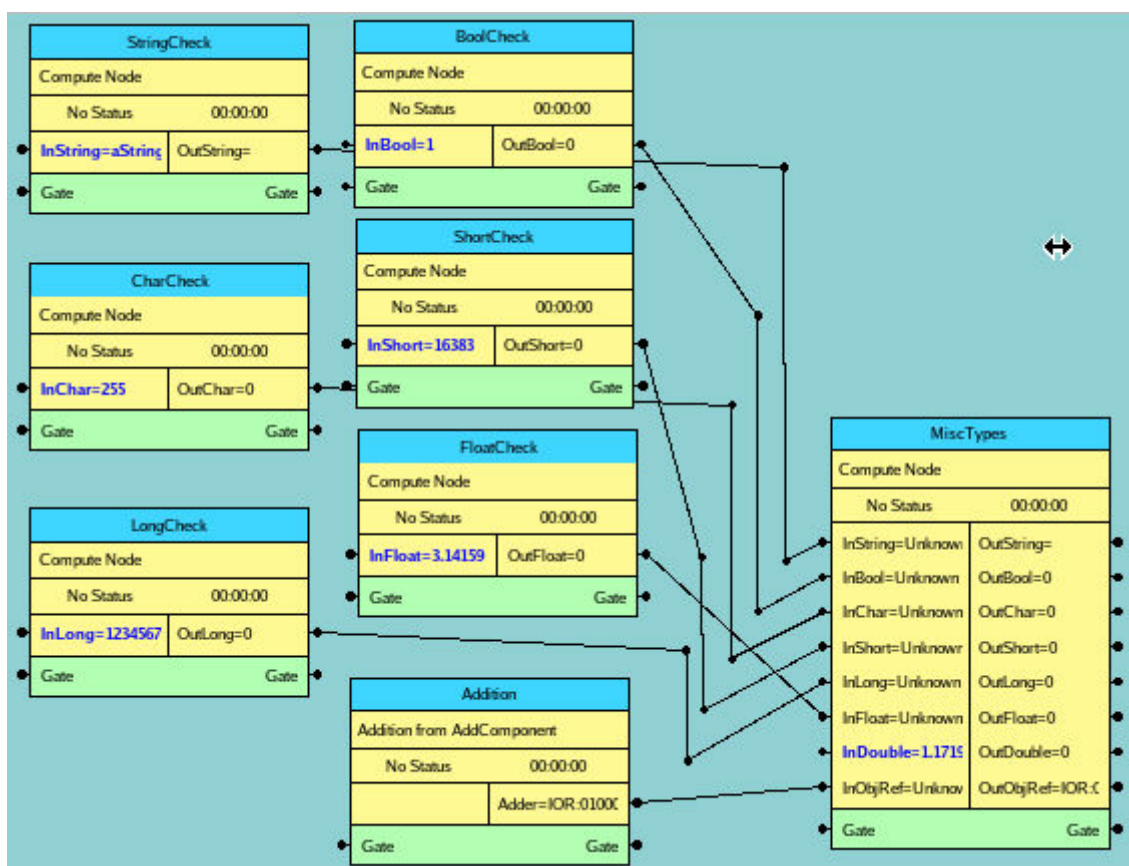 StringCheck
Compute Node
No Status 00:00:00
InString=aString OutString=
Gate Gate
BoolCheck
Compute Node
No Status 00:00:00
InBool=1 OutBool=0
Gate Gate
CharCheck
Compute Node
No Status 00:00:00
InChar=255 OutChar=0
Gate Gate
ShortCheck
Compute Node
No Status 00:00:00
InShort=16383 OutShort=0
Gate Gate
LongCheck
Compute Node
No Status 00:00:00
InLong=1234567 OutLong=0
Gate Gate
FloatCheck
Compute Node
No Status 00:00:00
InFloat=3.14159 OutFloat=0
Gate Gate
Addition
Addition from AddComponent
No Status 00:00:00
Adder=IOR:0100
Gate Gate
MiscTypes
Compute Node
No Status 00:00:00
InString=Unknown OutString=
InBool=Unknown OutBool=0
InChar=Unknown OutChar=0
InShort=Unknown OutShort=0
InLong=Unknown OutLong=0
InFloat=Unknown OutFloat=0
InDouble=1.1719 OutDouble=0
InObjRef=Unknow OutObjRef=IOR:0
Gate Gate